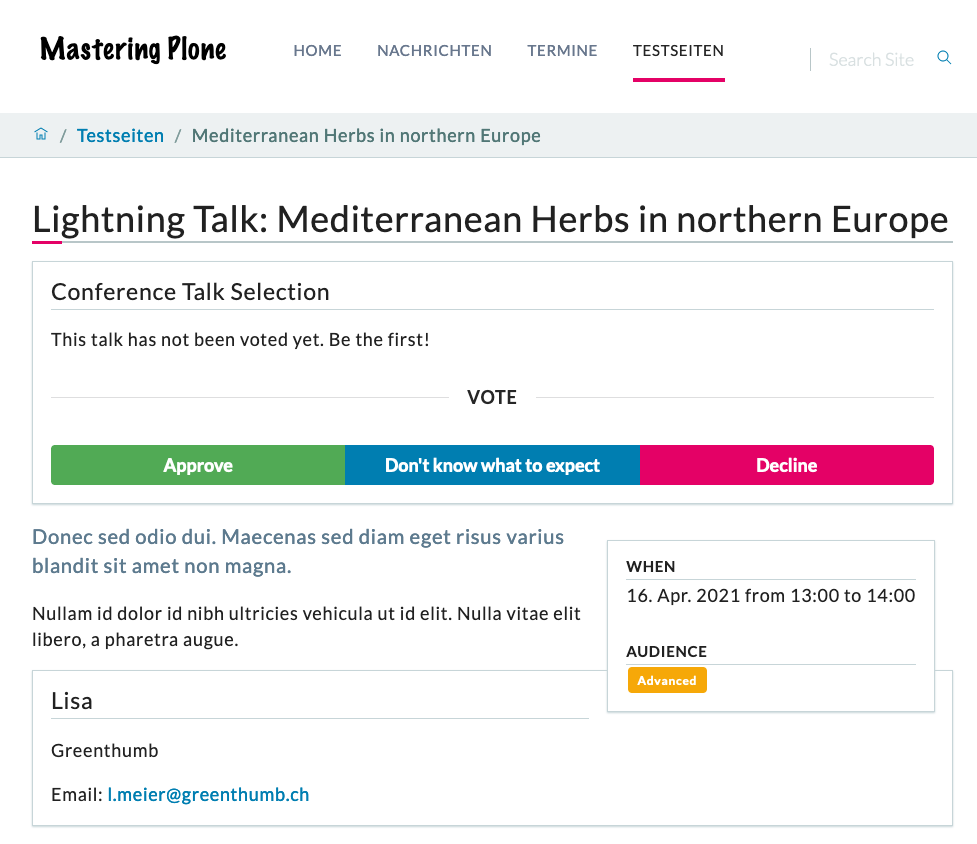 Mastering Plone
HOME NACHRICHTEN TERMINE TESTSEITEN
Search Site
/ Testseiten / Mediterranean Herbs in northern Europe
Lightning Talk: Mediterranean Herbs in northern Europe
Conference Talk Selection
This talk has not been voted yet. Be the first!
VOTE
Approve Don't know what to expect Decline
Donec sed odio dui. Maecenas sed diam eget risus varius
blandit sit amet non magna.
Nullam id dolor id nibh ultricies vehicula ut id elit. Nulla vitae elit
libero, a pharetra augue.
WHEN
16. Apr. 2021 from 13:00 to 14:00
AUDIENCE
Advanced
Lisa
Greenthumb
Email: l.meier@greenthumb.ch